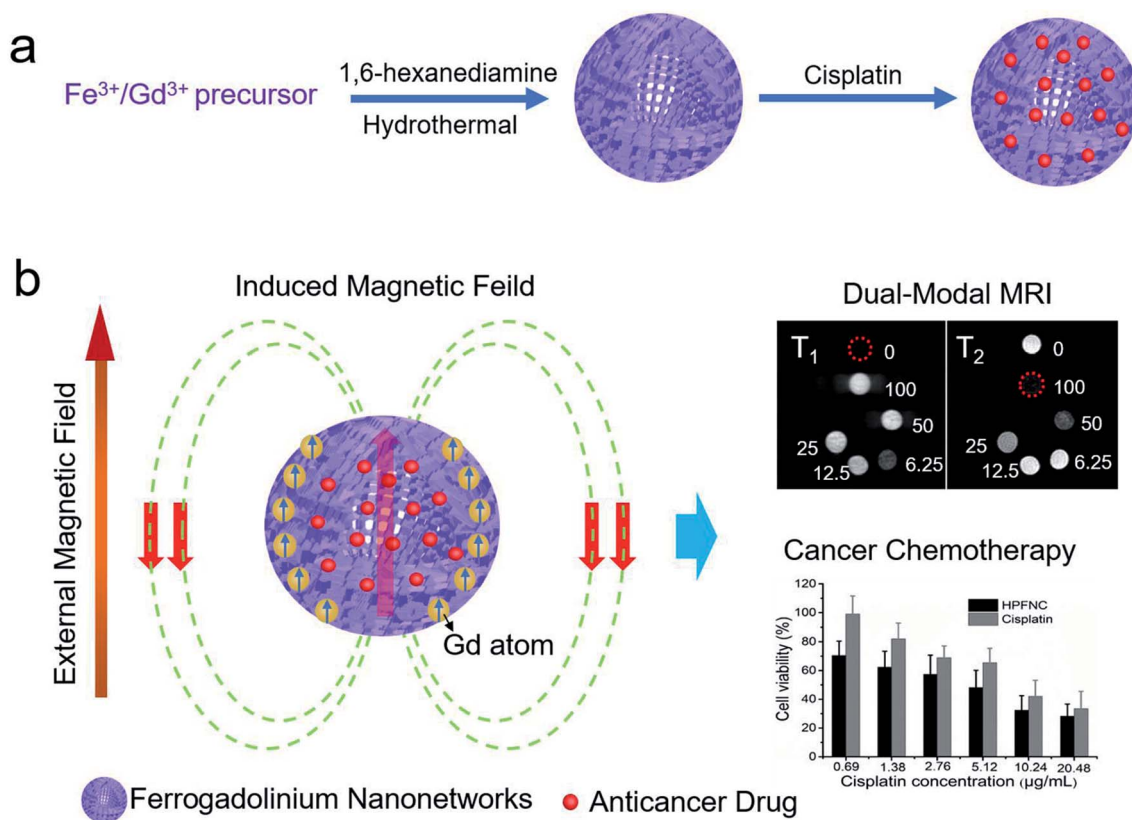 a
Fe³⁺/Gd³⁺ precursor
1,6-hexanediamine
Hydrothermal
Cisplatin
b
External Magnetic Field
Induced Magnetic Feild
Gd atom
Dual-Modal MRI
T₁
0
100
50
25
12.5
6.25
T₂
0
100
50
25
12.5
6.25
Cancer Chemotherapy
HPFNC
Cisplatin
Cell viability (%)
120
100
80
60
40
20
0
0.69 1.38 2.76 5.12 10.24 20.48
Cisplatin concentration (μg/mL)
Ferrogadolinium Nanonetworks
Anticancer Drug